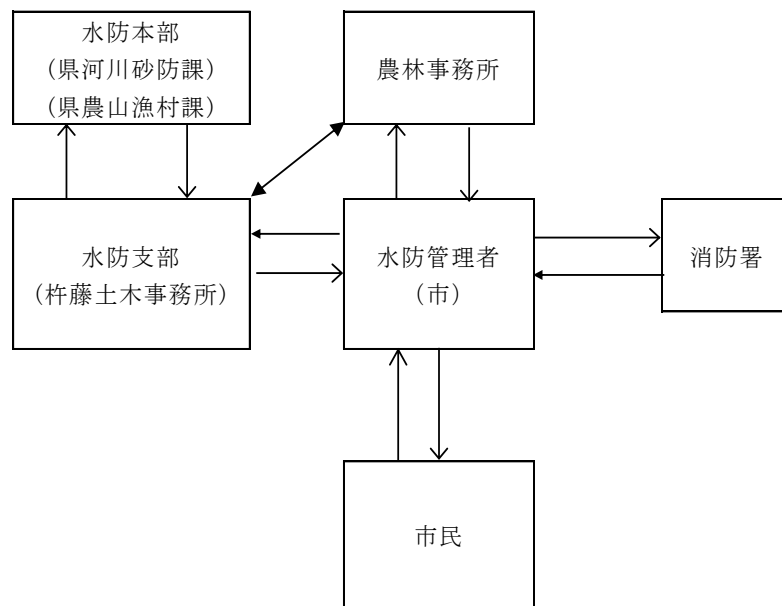 水防本部
（県河川砂防課）
（県農山漁村課）
農林事務所
水防支部
（杵藤土木事務所）
水防管理者
（市）
消防署
市民